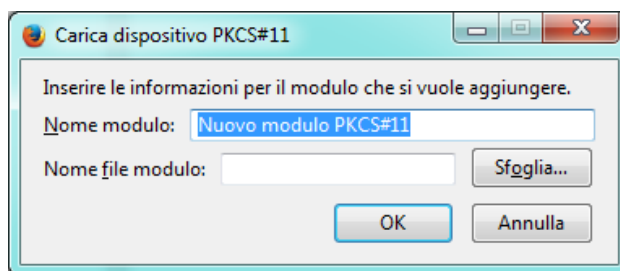 Carica dispositivo PKCS#11
Inserire le informazioni per il modulo che si vuole aggiungere.
Nome modulo: Nuovo modulo PKCS#11
Nome file modulo: Sfoglia...
OK Annulla